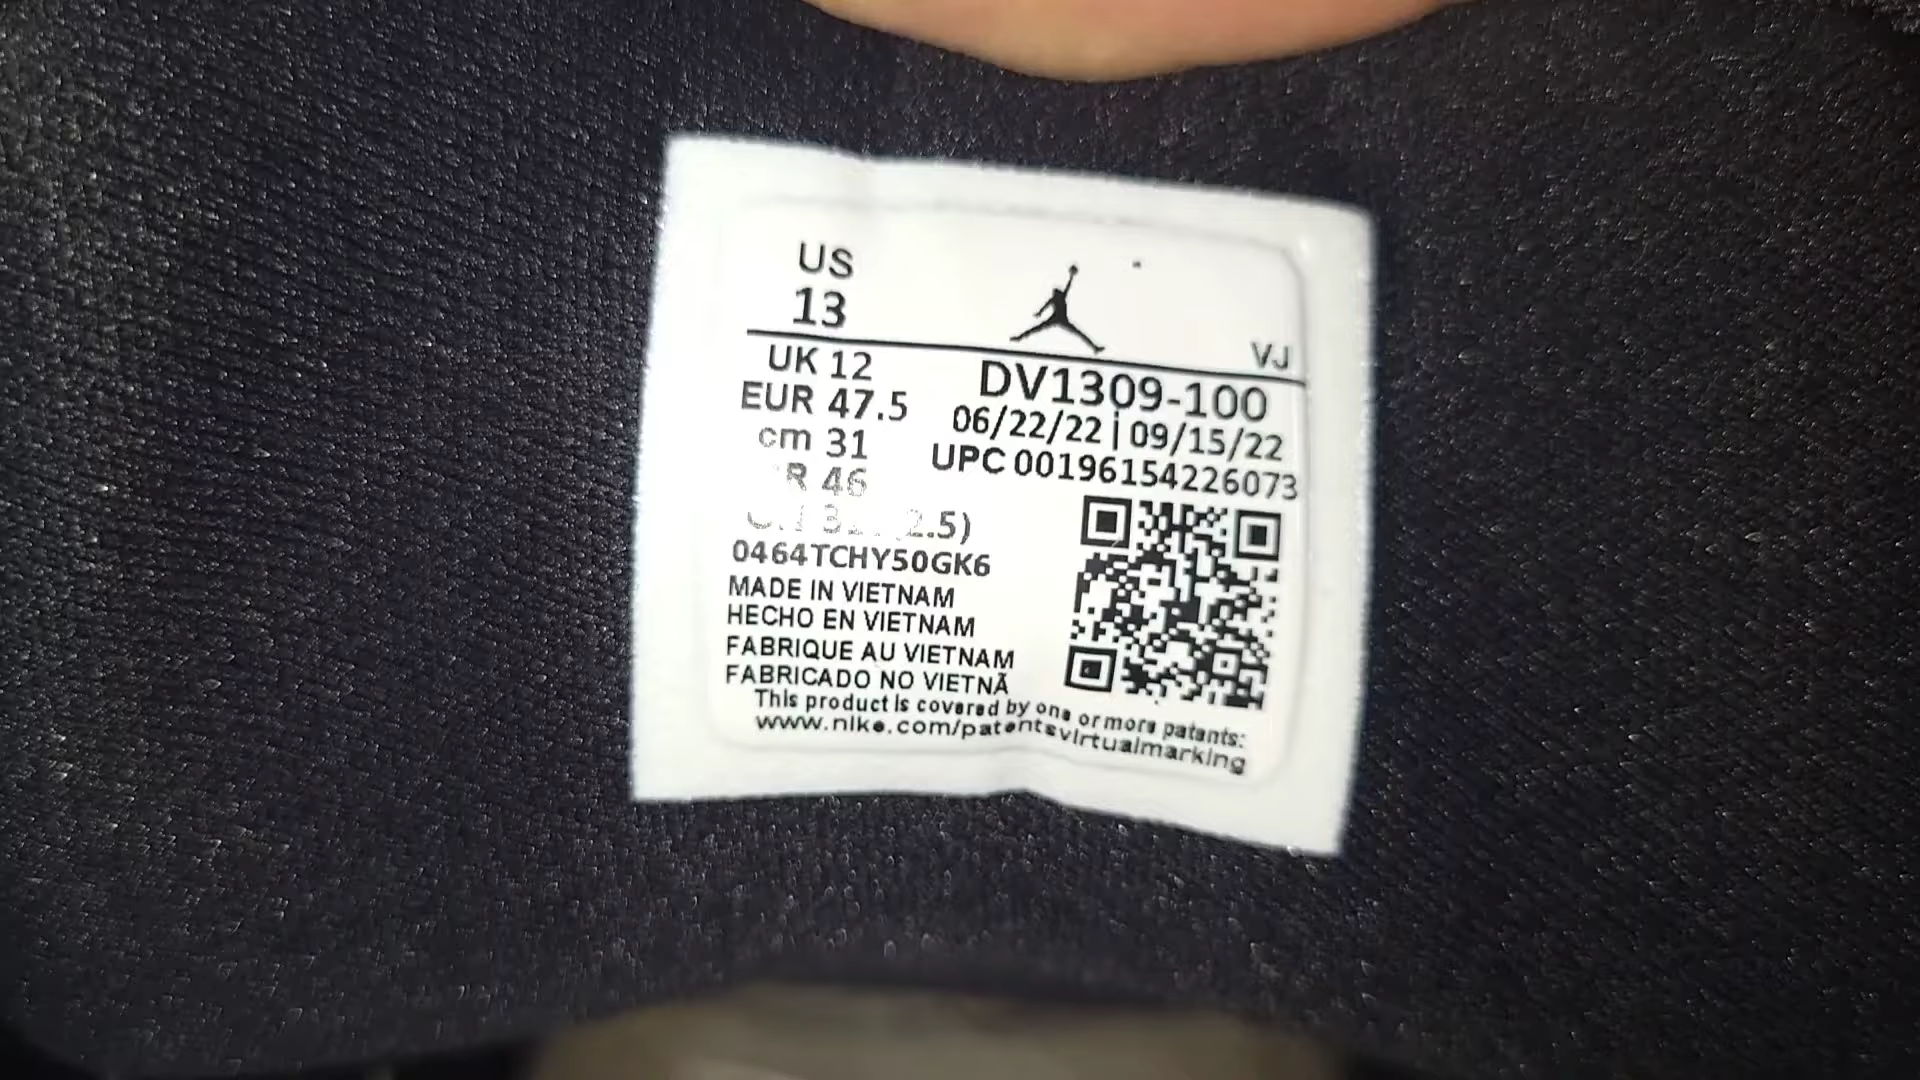 US
13
VJ
UK 12
EUR 47.5
cm 31
46
2.5)
DV1309-100
06/22/22 | 09/15/22
UPC 00196154226073
0464TCHY50GK6
MADE IN VIETNAM
HECHO EN VIETNAM
FABRIQUE AU VIETNAM
FABRICADO NO VIETNÃ
This product is covered by one or more patents:
www.nike.com/patentsvirtualmarking